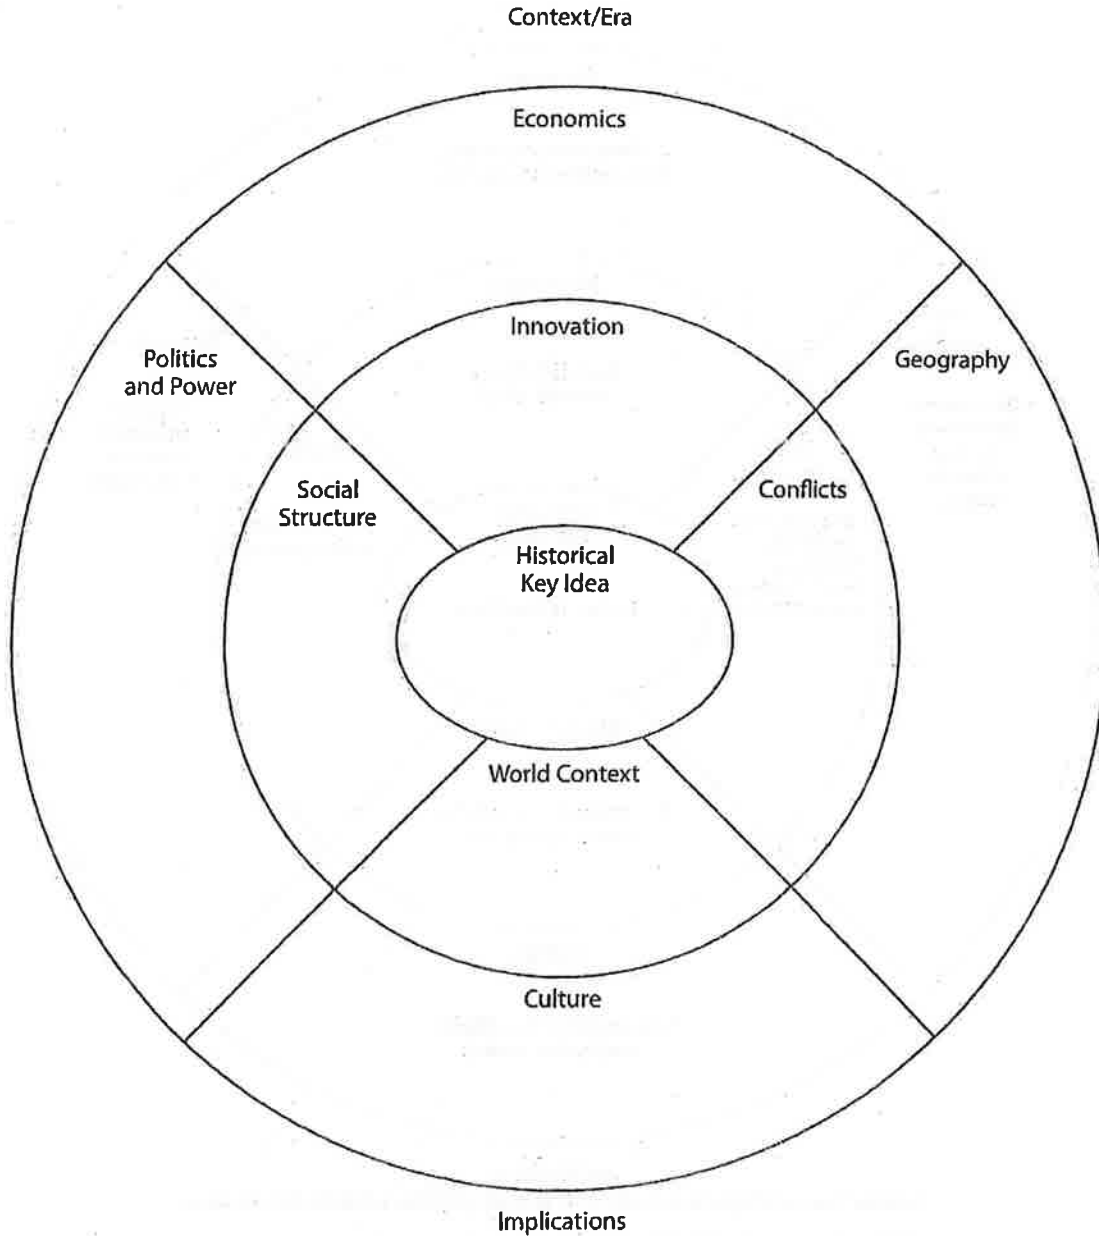 Context/Era
Economics
Innovation
Politics
and Power
Geography
Social
Structure
Conflicts
Historical
Key Idea
World Context
Culture
Implications